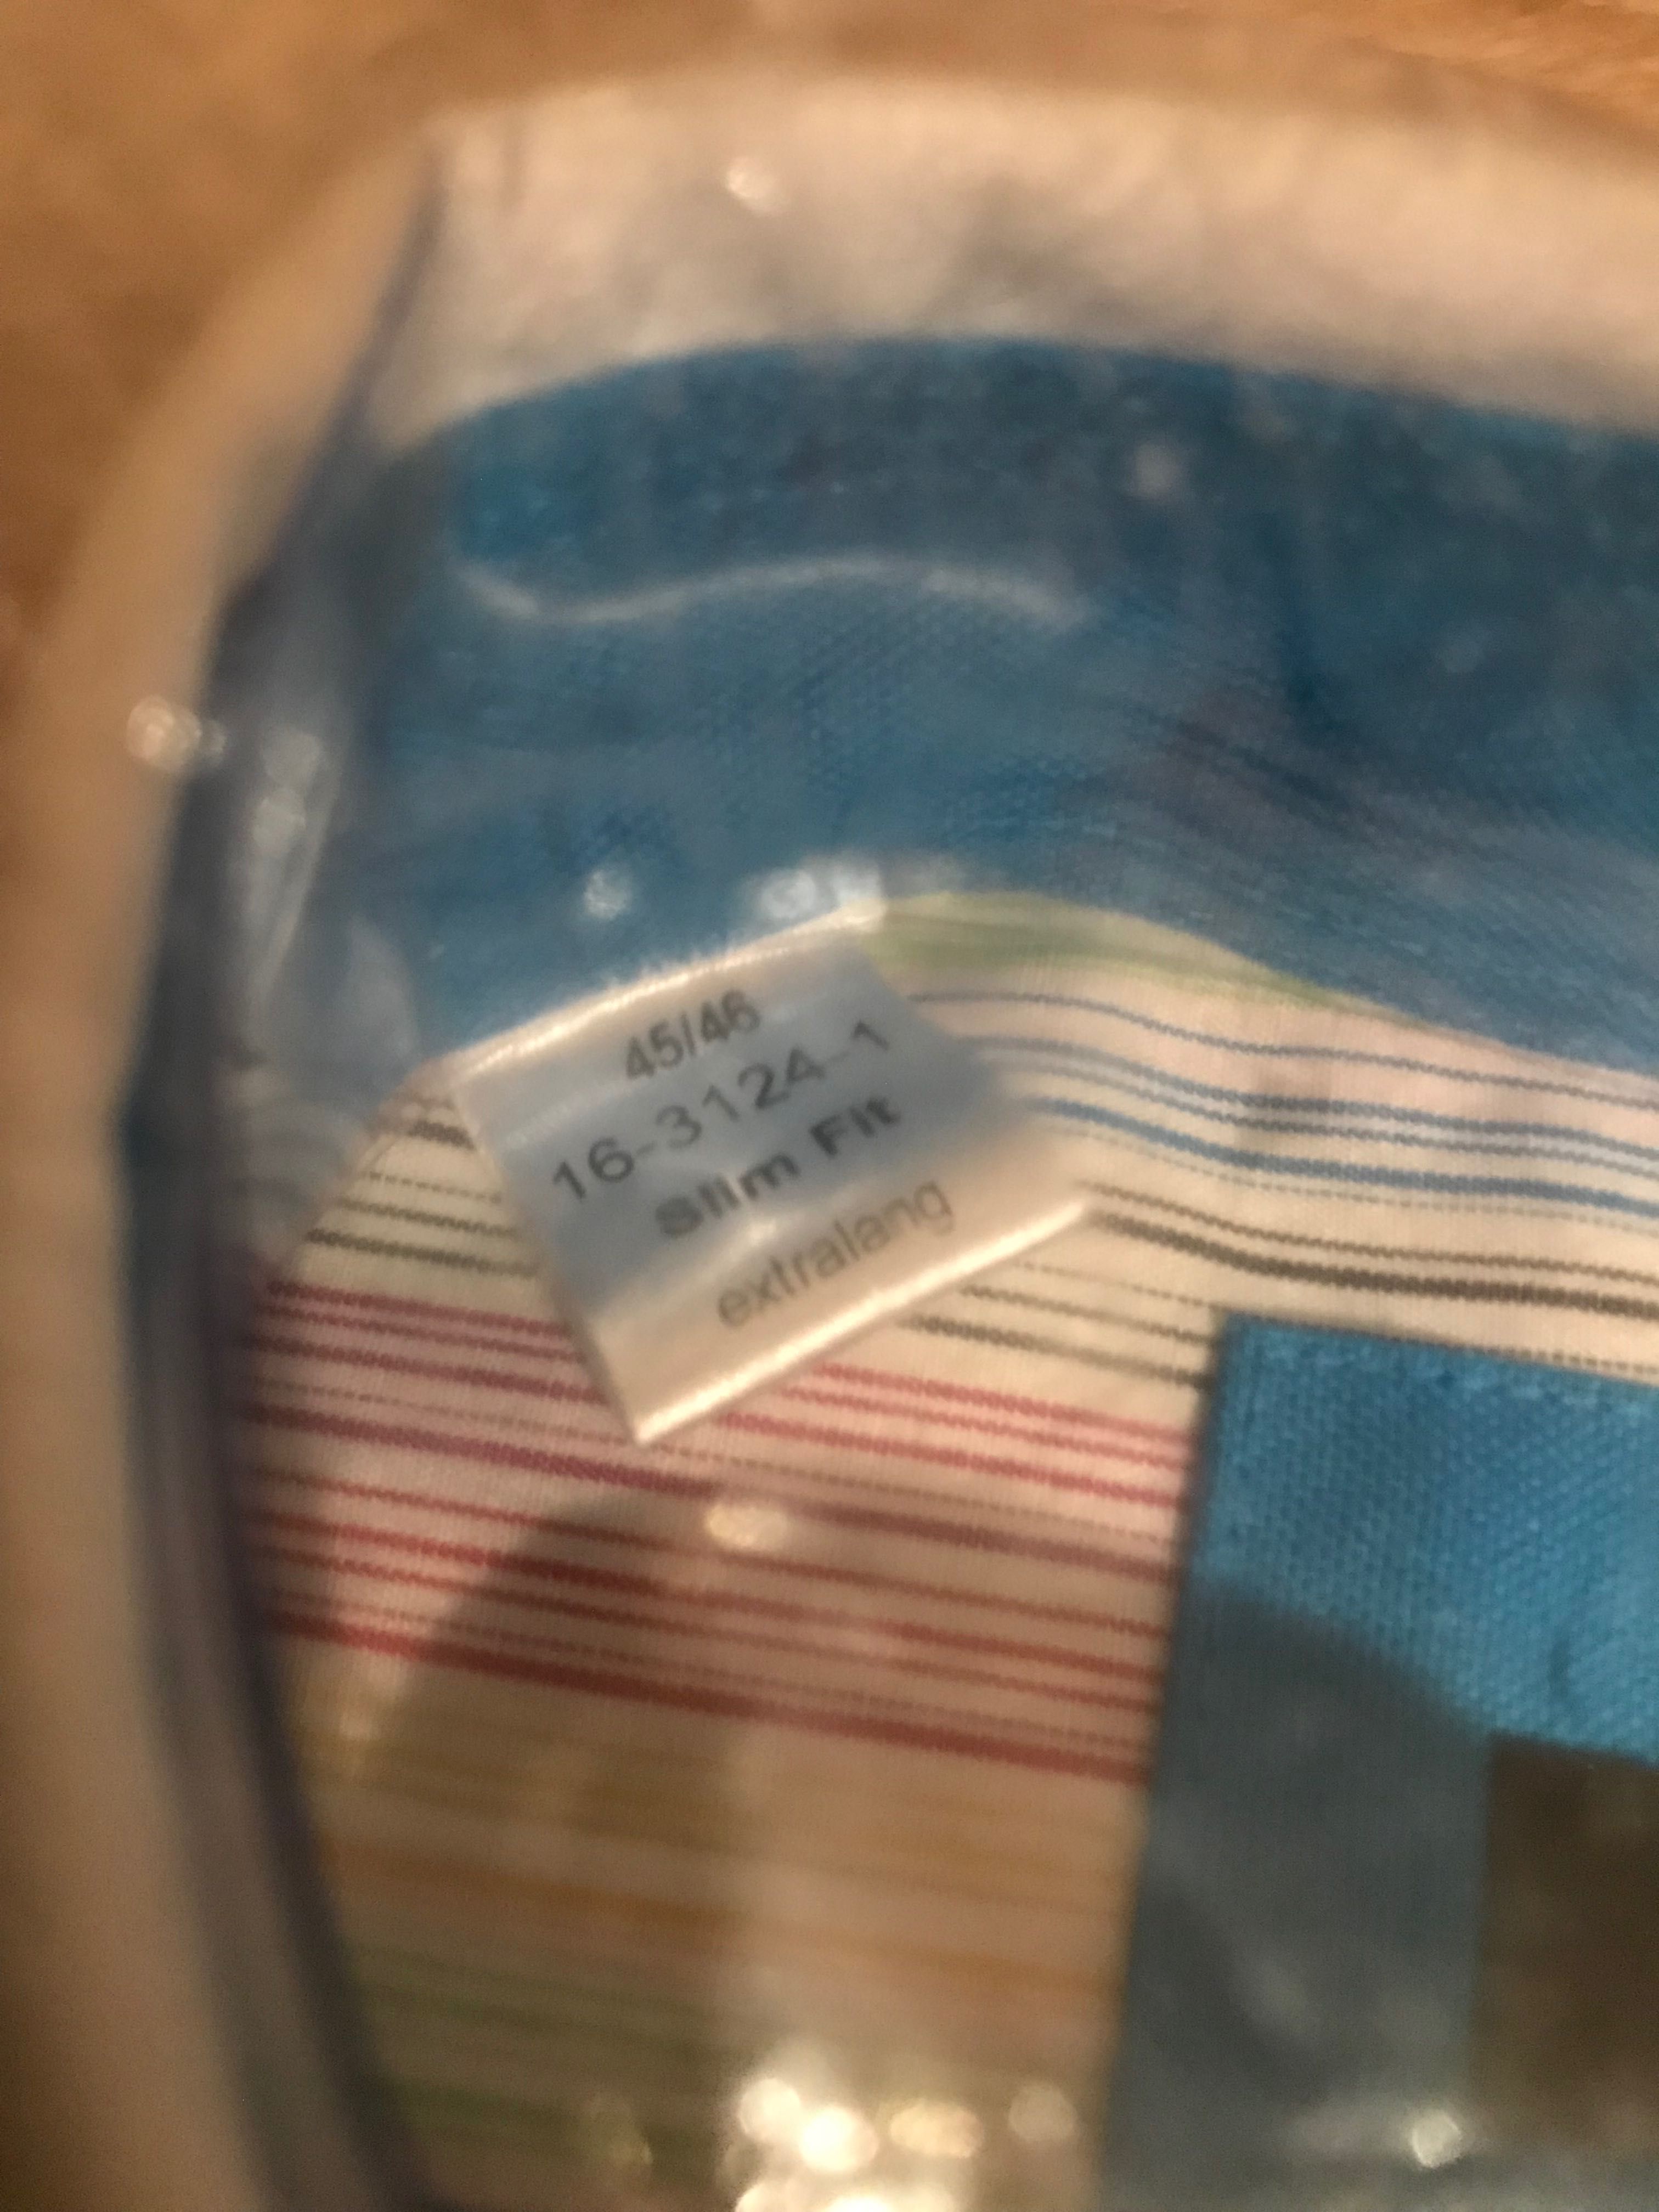 45/46
16-3124-1
Slim Fit
extralang